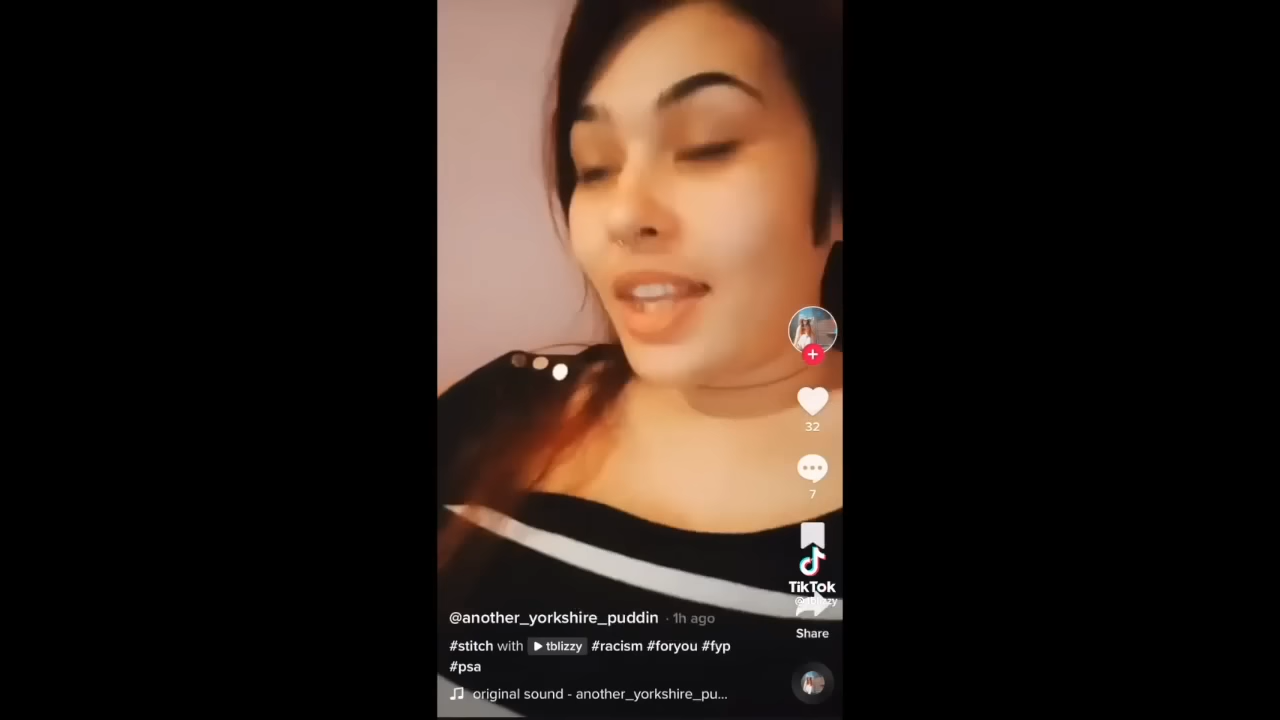 32
7
TikTok
Share
@another_yorkshire_puddin · 1h ago
#stitch with tblizzy #racism #foryou #fyp
#psa
original sound - another_yorkshire_pu...